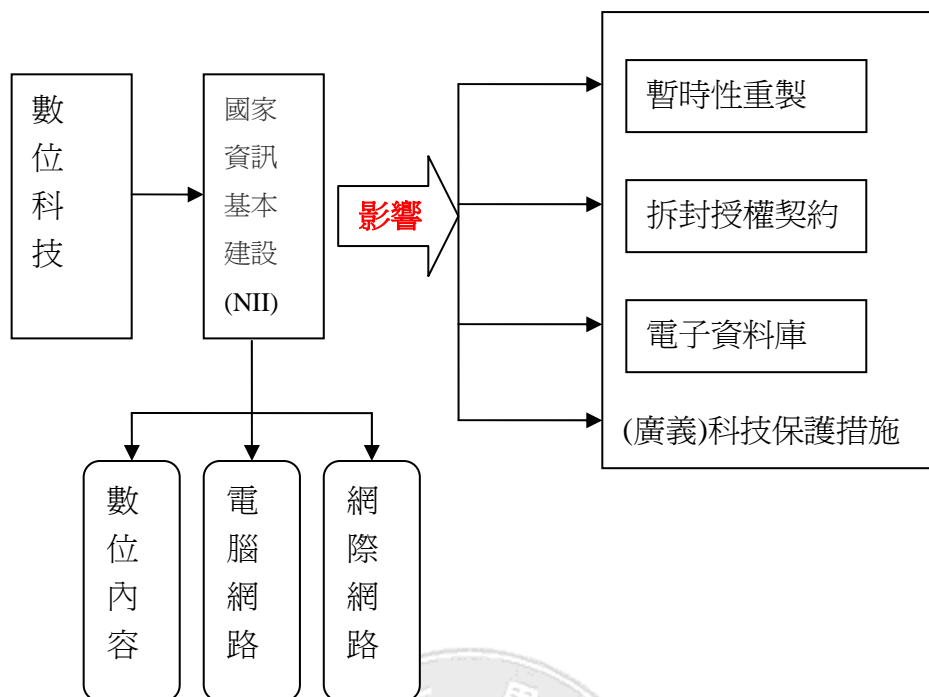 數位科技
國家
資訊
基本
建設
(NII)
影響
暫時性重製
拆封授權契約
電子資料庫
(廣義)科技保護措施
數位內容
電腦網路
網際網路